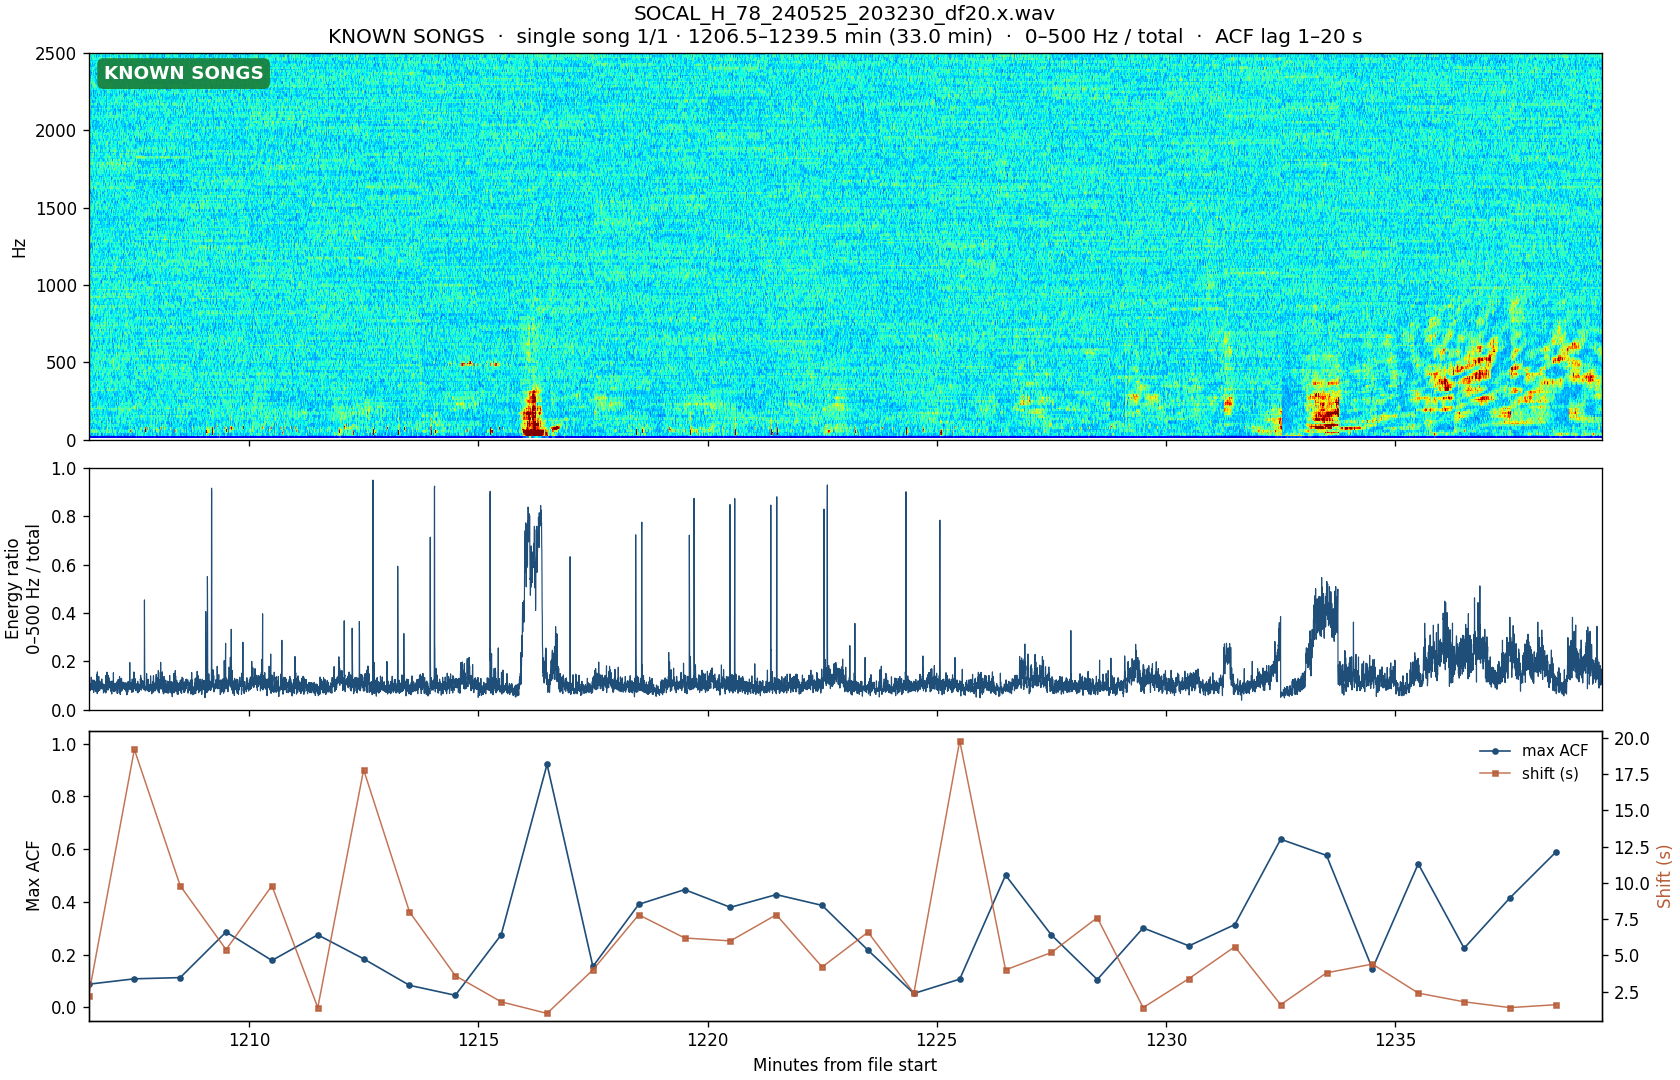 SOCAL_H_78_240525_203230_df20.x.wav
KNOWN SONGS · single song 1/1 · 1206.5–1239.5 min (33.0 min) · 0–500 Hz / total · ACF lag 1–20 s
KNOWN SONGS
2500
2000
1500
1000
500
0
Hz
1.0
0.8
0.6
0.4
0.2
0.0
Energy ratio
0–500 Hz / total
max ACF
shift (s)
1.0
0.8
0.6
0.4
0.2
0.0
Max ACF
20.0
17.5
15.0
12.5
10.0
7.5
5.0
2.5
Shift (s)
1210 1215 1220 1225 1230 1235
Minutes from file start